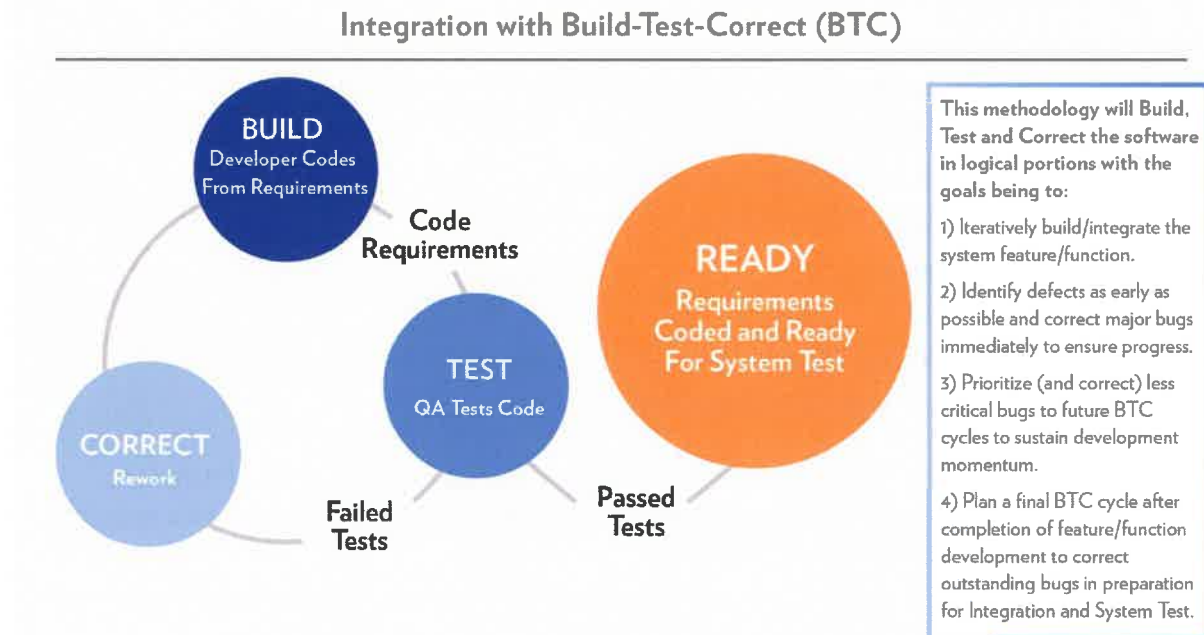 Integration with Build-Test-Correct (BTC)
BUILD
Developer Codes
From Requirements
Code
Requirements
TEST
QA Tests Code
CORRECT
Rework
Failed
Tests
Passed
Tests
READY
Requirements
Coded and Ready
For System Test
This methodology will Build,
Test and Correct the software
in logical portions with the
goals being to:
1) Iteratively build/integrate the
system feature/function.
2) Identify defects as early as
possible and correct major bugs
immediately to ensure progress.
3) Prioritize (and correct) less
critical bugs to future BTC
cycles to sustain development
momentum.
4) Plan a final BTC cycle after
completion of feature/function
development to correct
outstanding bugs in preparation
for Integration and System Test.